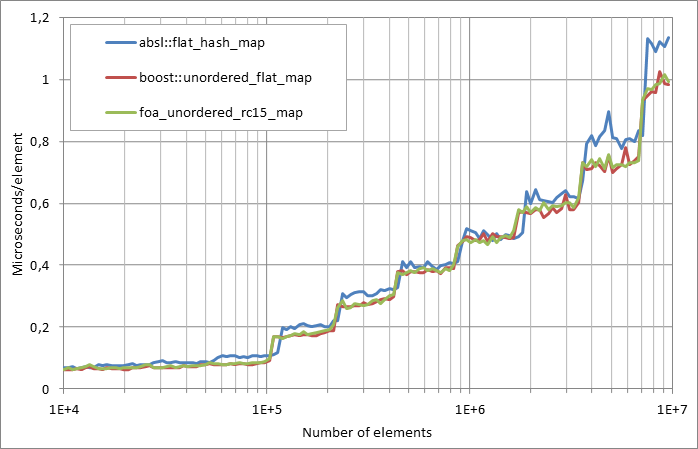 1,2
absl::flat_hash_map
boost::unordered_flat_map
foa_unordered_rc15_map
1
0,8
0,6
0,4
0,2
0
Microseconds/element
1E+4
1E+5
1E+6
1E+7
Number of elements